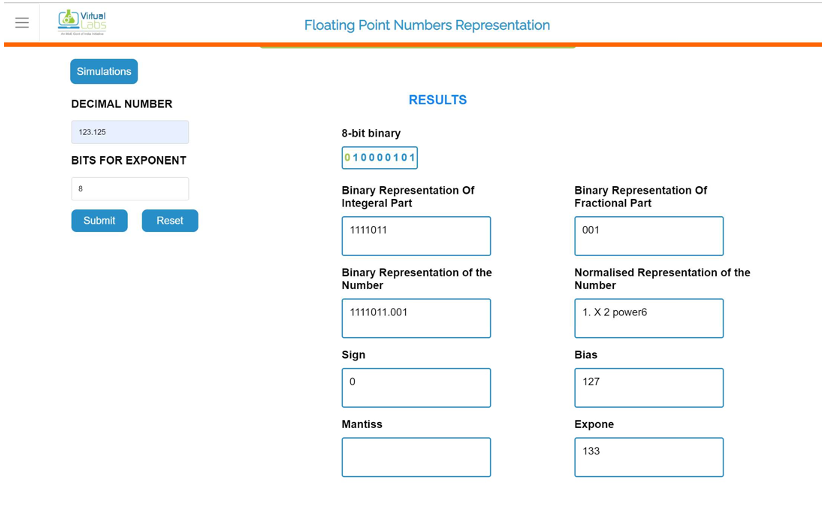 Virtual
Labs
Floating Point Numbers Representation
Simulations
DECIMAL NUMBER
123.125
BITS FOR EXPONENT
8
Submit
Reset
RESULTS
8-bit binary
010000101
Binary Representation Of
Integeral Part
1111011
Binary Representation Of
Fractional Part
001
Binary Representation of the
Number
1111011.001
Normalised Representation of the
Number
1. X 2 power6
Sign
0
Bias
127
Mantiss
Expone
133